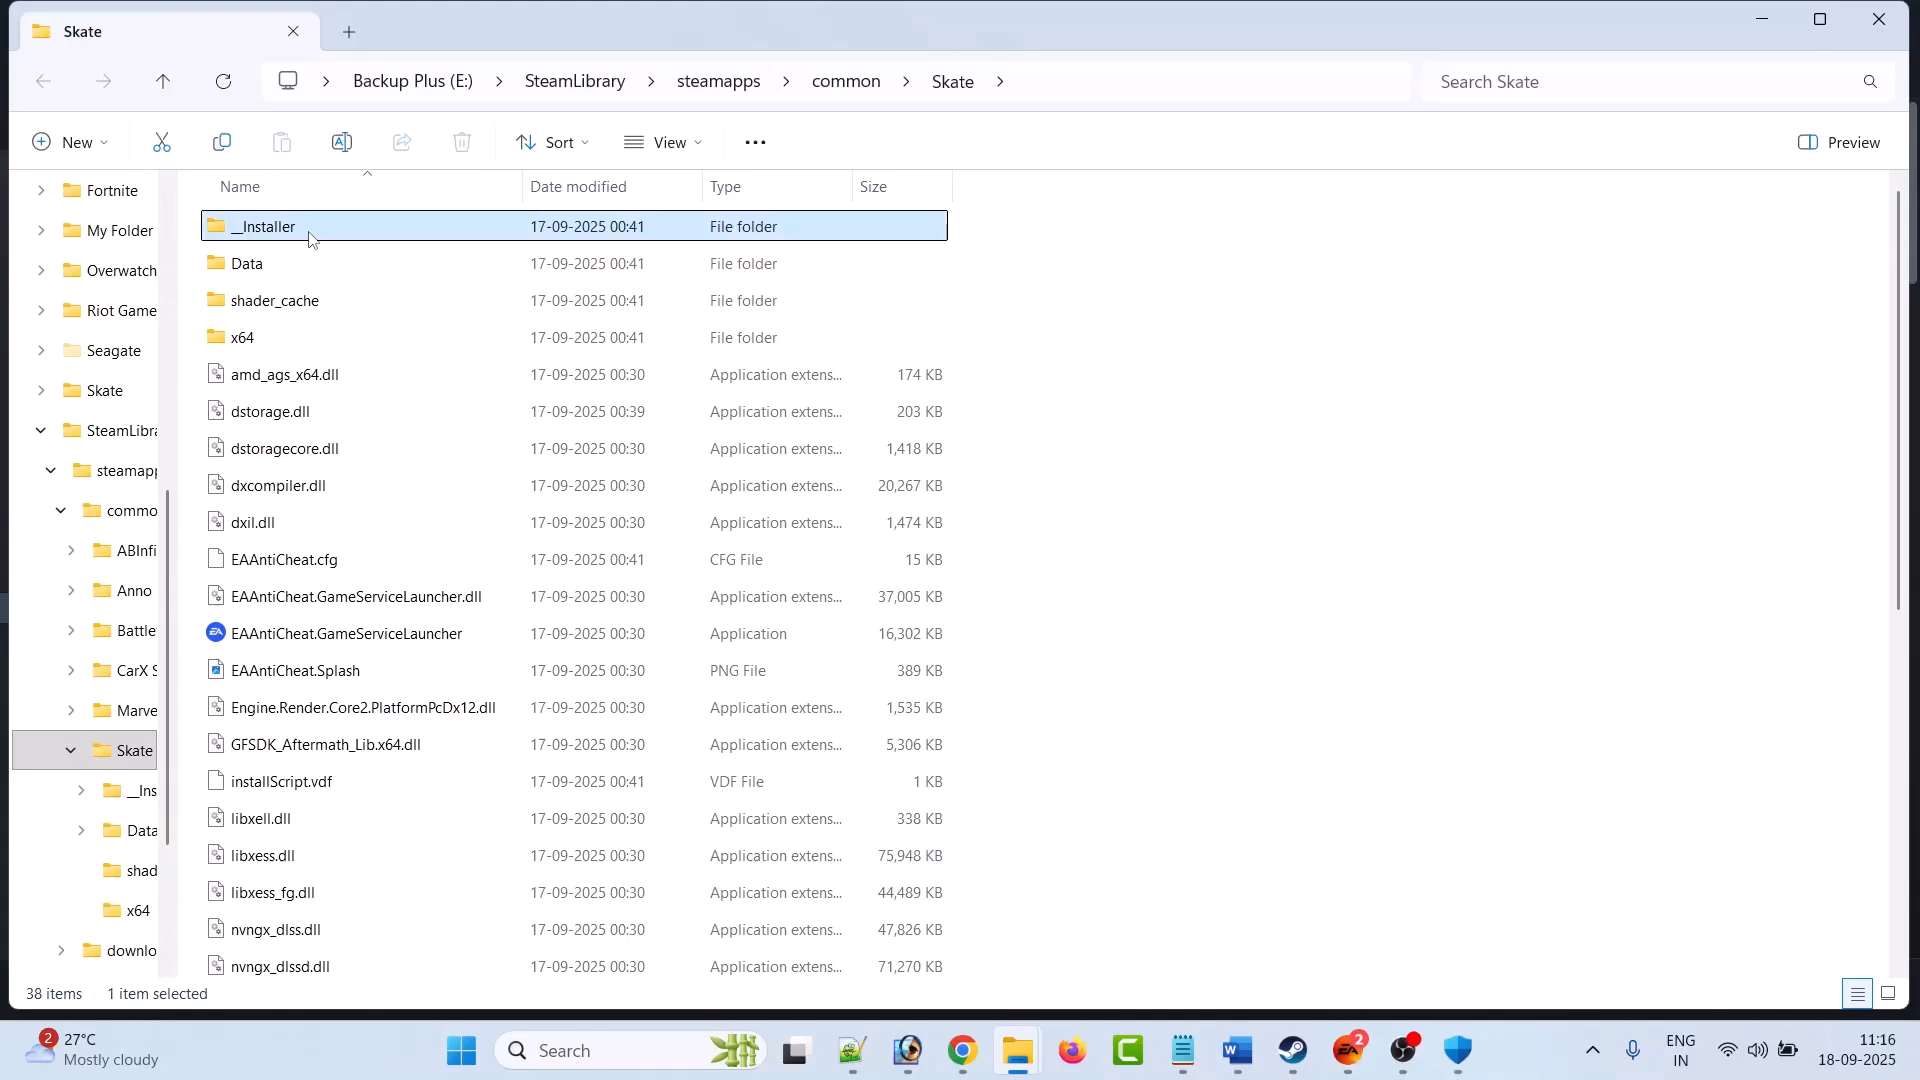 Skate
Backup Plus (E:) SteamLibrary steamapps common Skate
Search Skate
New Sort View Preview
Name Date modified Type Size
Fortnite
My Folder
Overwatch
Riot Game
Seagate
Skate
SteamLibra
steamapp
commo
ABInfi
Anno
Battle
CarX S
Marve
Skate
__Ins
Data
shad
x64
downlo
__Installer 17-09-2025 00:41 File folder
Data 17-09-2025 00:41 File folder
shader_cache 17-09-2025 00:41 File folder
x64 17-09-2025 00:41 File folder
amd_ags_x64.dll 17-09-2025 00:30 Application extens... 174 KB
dstorage.dll 17-09-2025 00:39 Application extens... 203 KB
dstoragecore.dll 17-09-2025 00:30 Application extens... 1,418 KB
dxcompiler.dll 17-09-2025 00:30 Application extens... 20,267 KB
dxil.dll 17-09-2025 00:30 Application extens... 1,474 KB
EAAntiCheat.cfg 17-09-2025 00:41 CFG File 15 KB
EAAntiCheat.GameServiceLauncher.dll 17-09-2025 00:30 Application extens... 37,005 KB
EAAntiCheat.GameServiceLauncher 17-09-2025 00:30 Application 16,302 KB
EAAntiCheat.Splash 17-09-2025 00:30 PNG File 389 KB
Engine.Render.Core2.PlatformPcDx12.dll 17-09-2025 00:30 Application extens... 1,535 KB
GFSDK_Aftermath_Lib.x64.dll 17-09-2025 00:30 Application extens... 5,306 KB
installScript.vdf 17-09-2025 00:41 VDF File 1 KB
libxell.dll 17-09-2025 00:30 Application extens... 338 KB
libxess.dll 17-09-2025 00:30 Application extens... 75,948 KB
libxess_fg.dll 17-09-2025 00:30 Application extens... 44,489 KB
nvngx_dlss.dll 17-09-2025 00:30 Application extens... 47,826 KB
nvngx_dlssd.dll 17-09-2025 00:30 Application extens... 71,270 KB
38 items 1 item selected
2
27°C
Mostly cloudy
Search
W
EA
2
ENG
IN
11:16
18-09-2025